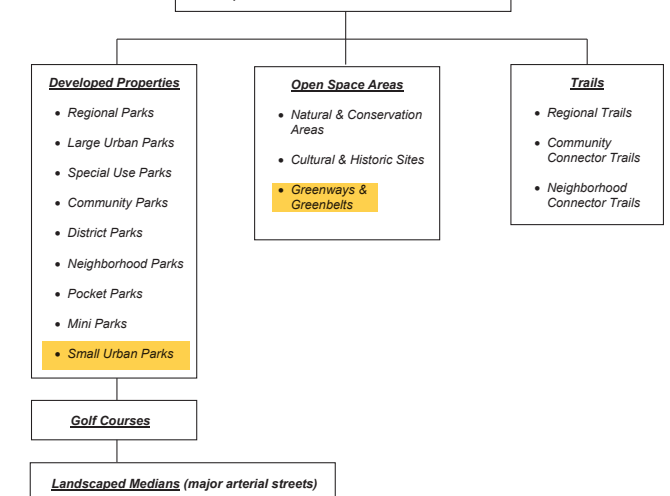 Developed Properties
• Regional Parks
• Large Urban Parks
• Special Use Parks
• Community Parks
• District Parks
• Neighborhood Parks
• Pocket Parks
• Mini Parks
• Small Urban Parks
Open Space Areas
• Natural & Conservation
Areas
• Cultural & Historic Sites
• Greenways &
Greenbelts
Trails
• Regional Trails
• Community
Connector Trails
• Neighborhood
Connector Trails
Golf Courses
Landscaped Medians (major arterial streets)